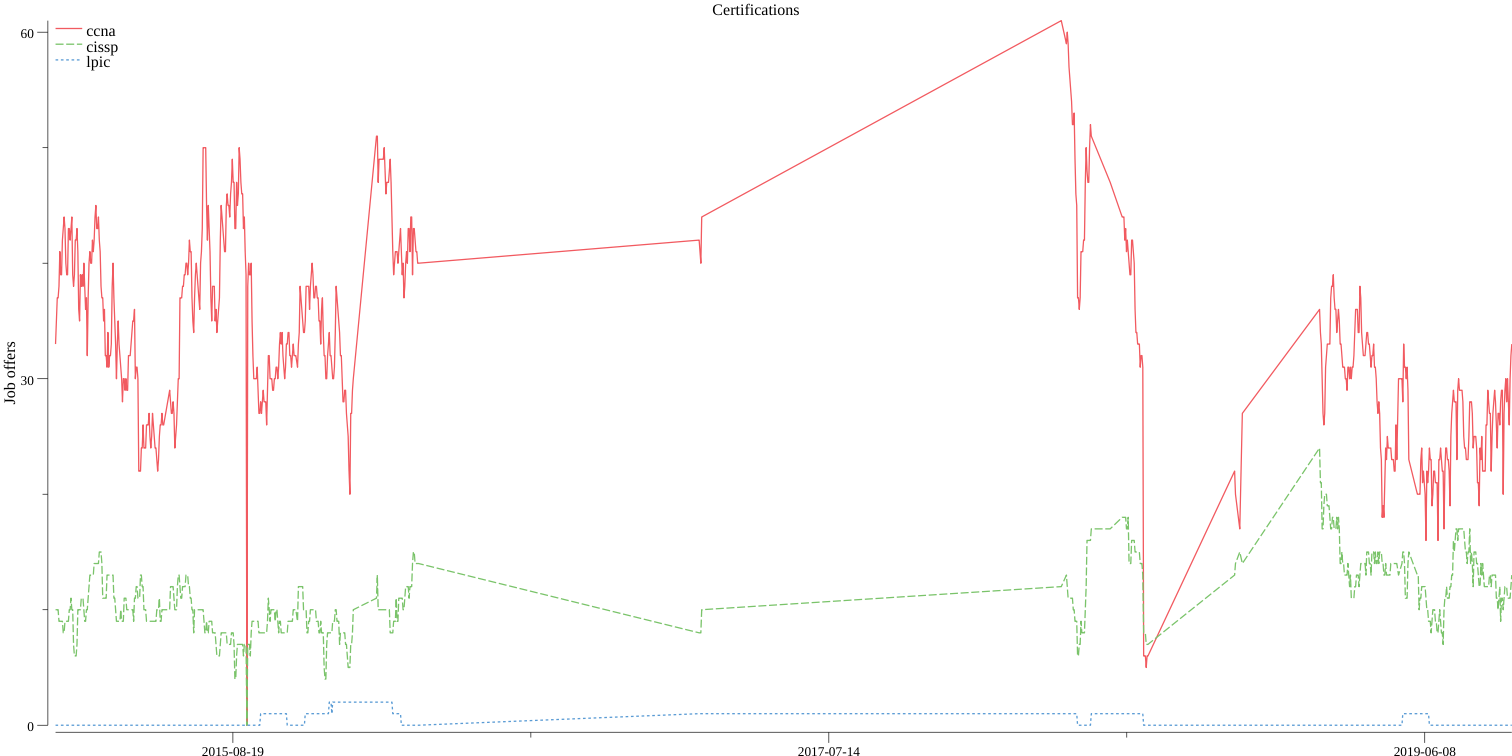 Certifications
60
ccna
cissp
lpic
30
Job offers
0
2015-08-19
2017-07-14
2019-06-08